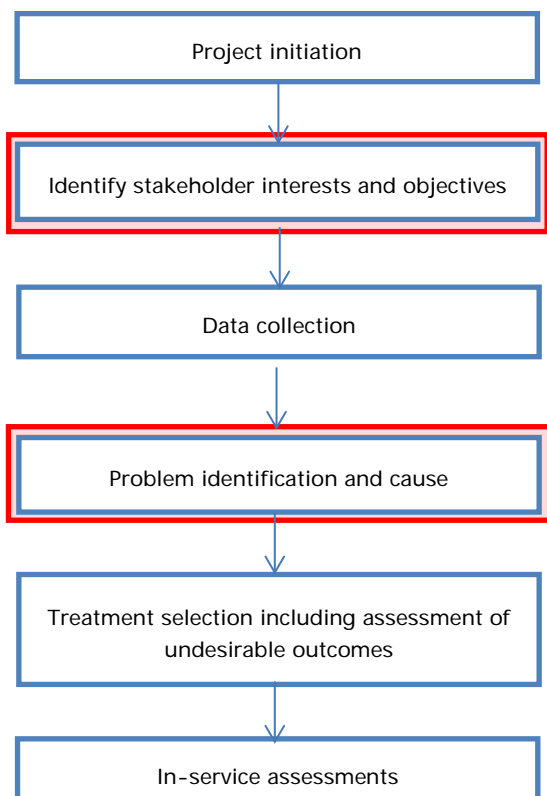 Project initiation
Identify stakeholder interests and objectives
Data collection
Problem identification and cause
Treatment selection including assessment of
undesirable outcomes
In-service assessments